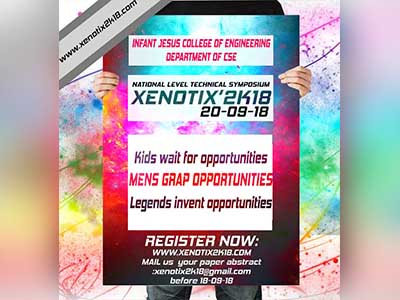 www.xenotix2k18.com
INFANT JESUS COLLEGE OF ENGINEERING
DEPARTMENT OF CSE
NATIONAL LEVEL TECHNICAL SYMPOSIUM
XENOTIX'2K18
20-09-18
Kids wait for opportunities
MENS GRAP OPPORTUNITIES
Legends invent opportunities
REGISTER NOW:
WWW.XENOTIX2K18.COM
MAIL us your paper abstract
:xenotix2k18@gmail.com
before 18-09-18